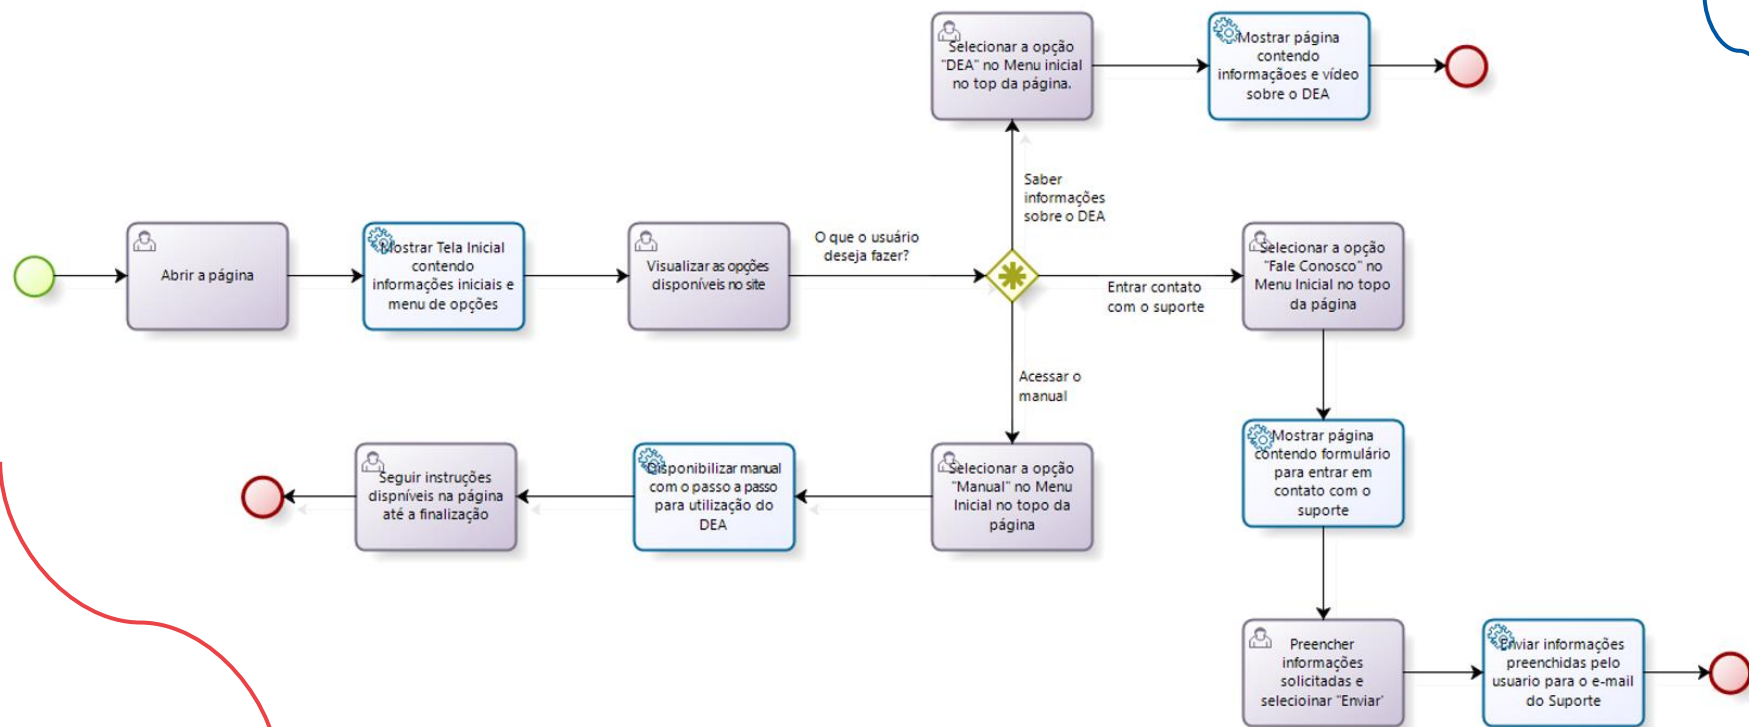 Selecionar a opção
"DEA" no Menu inicial
no top da página.
Mostrar página
contendo
informaçãoes e vídeo
sobre o DEA
Saber
informações
sobre o DEA
Abrir a página
Mostrar Tela Inicial
contendo
informações iniciais e
menu de opções
Visualizar as opções
disponíveis no site
O que o usuário
deseja fazer?
Entrar contato
com o suporte
Selecionar a opção
"Fale Conosco" no
Menu Inicial no topo
da página
Acessar o
manual
Seguir instruções
dispníveis na página
até a finalização
Disponibilizar manual
com o passo a passo
para utilização do
DEA
Selecionar a opção
"Manual" no Menu
Inicial no topo da
página
Mostrar página
contendo formulário
para entrar em
contato com o
suporte
Preencher
informações
solicitadas e
selecioinar "Enviar'
Enviar informações
preenchidas pelo
usuario para o e-mail
do Suporte